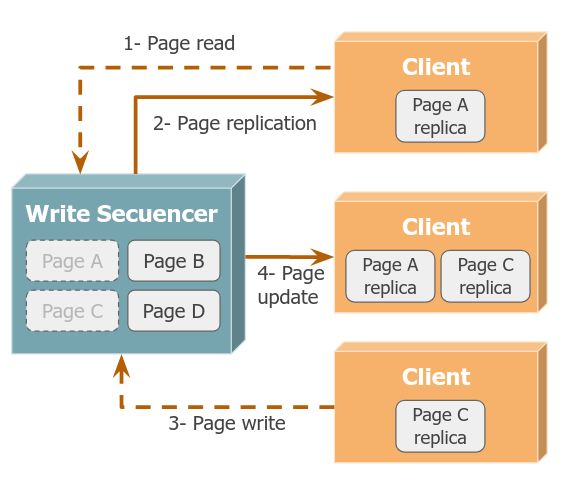 1- Page read
Client
Page A
replica
2- Page replication
Write Secuencer
Page A
Page B
Page C
Page D
Client
Page A
replica
Page C
replica
4- Page
update
Client
Page C
replica
3- Page write